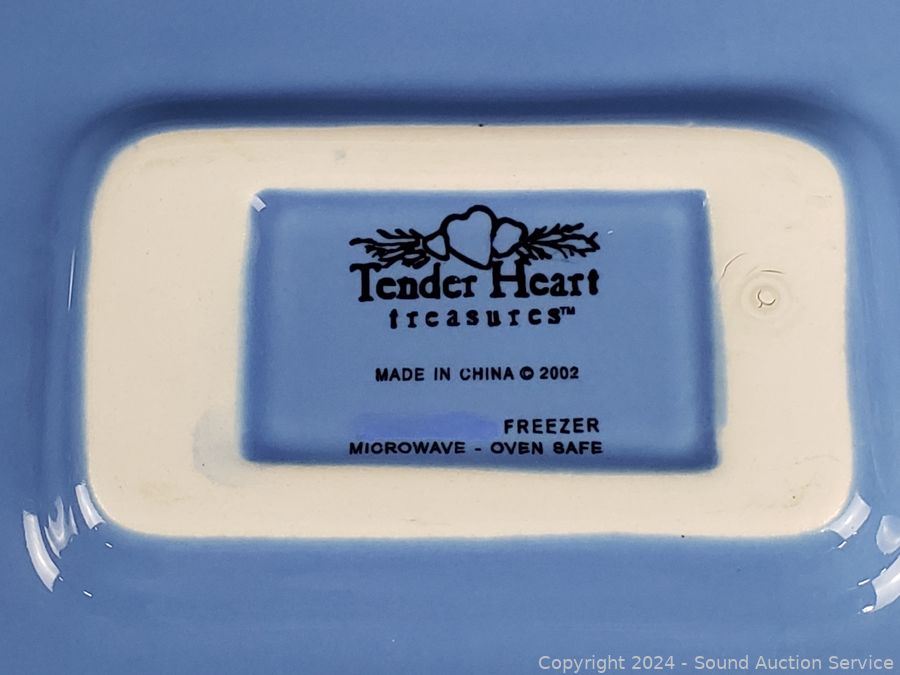 Tender Heart
treasures™
MADE IN CHINA © 2002
FREEZER
MICROWAVE - OVEN SAFE
Copyright 2024 - Sound Auction Service